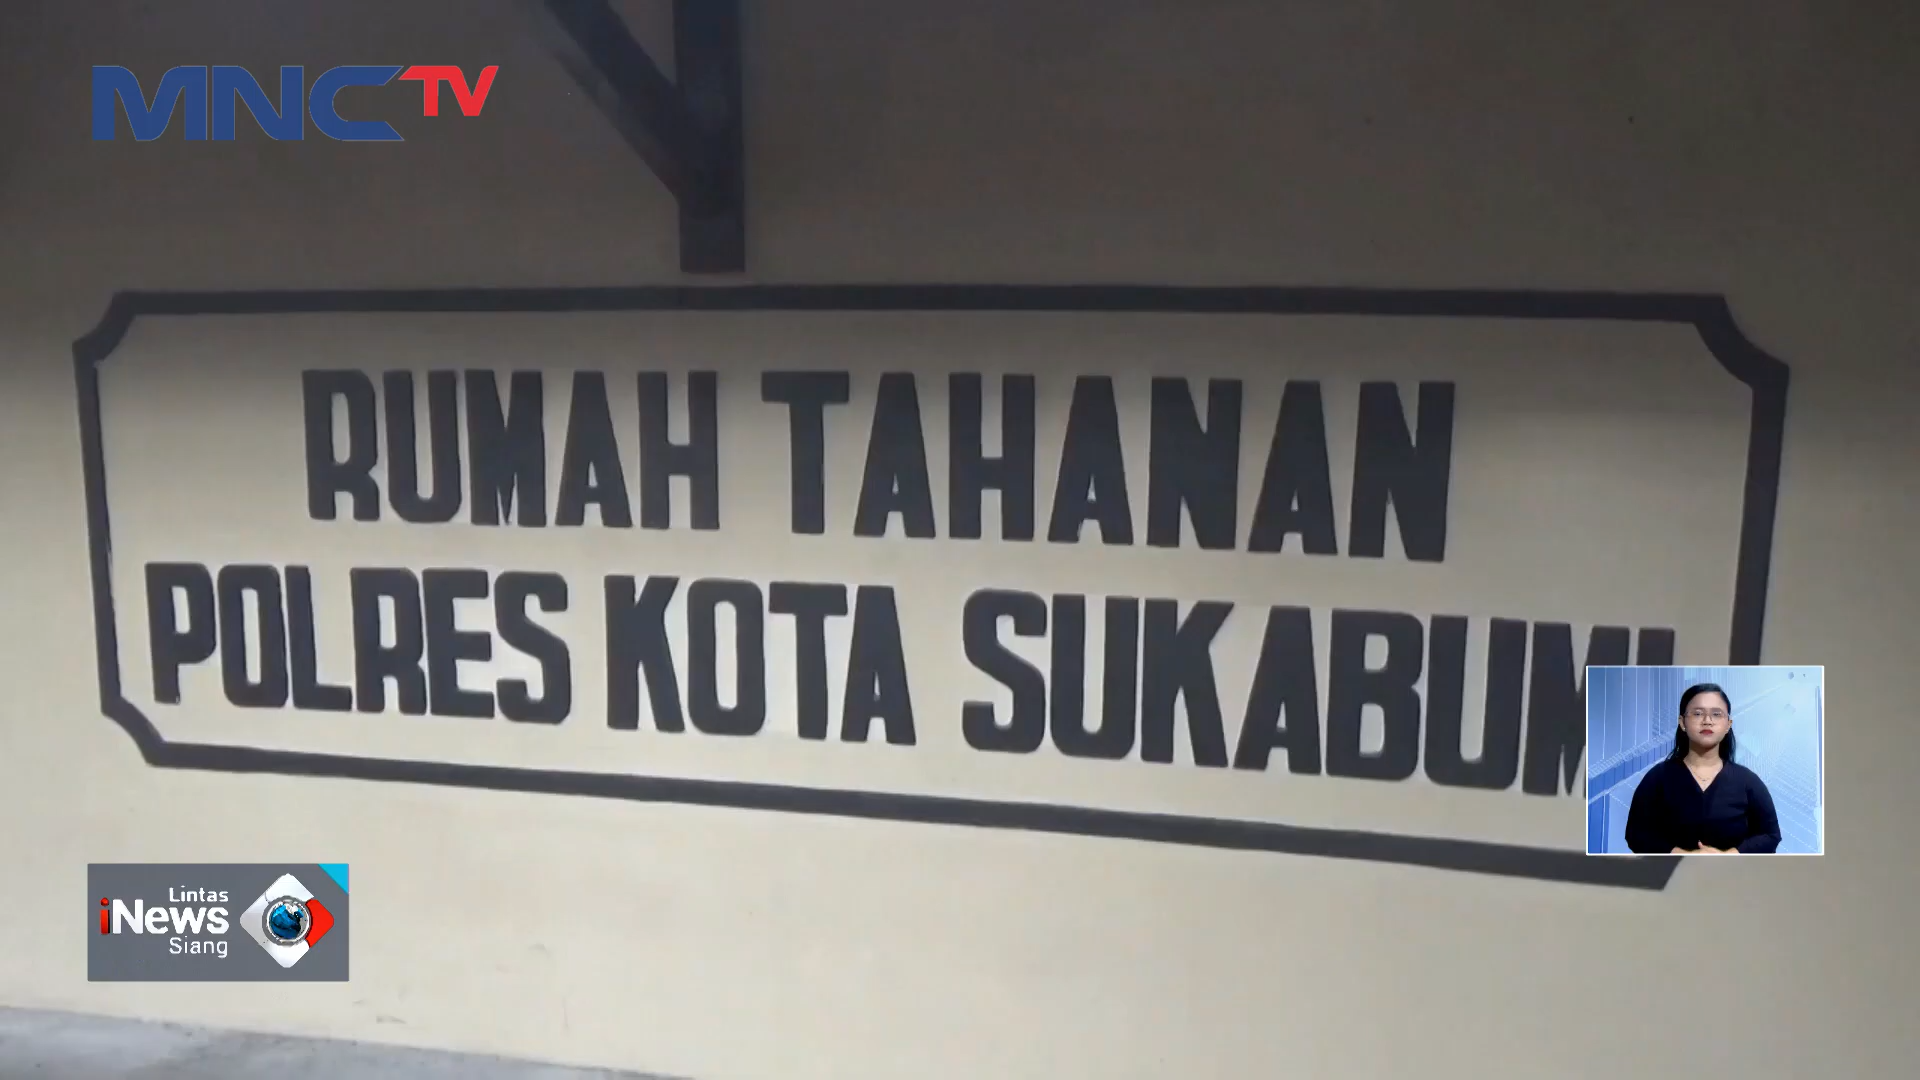 MNCTV
RUMAH TAHANAN
POLRES KOTA SUKABUMI
Lintas
iNews
Siang